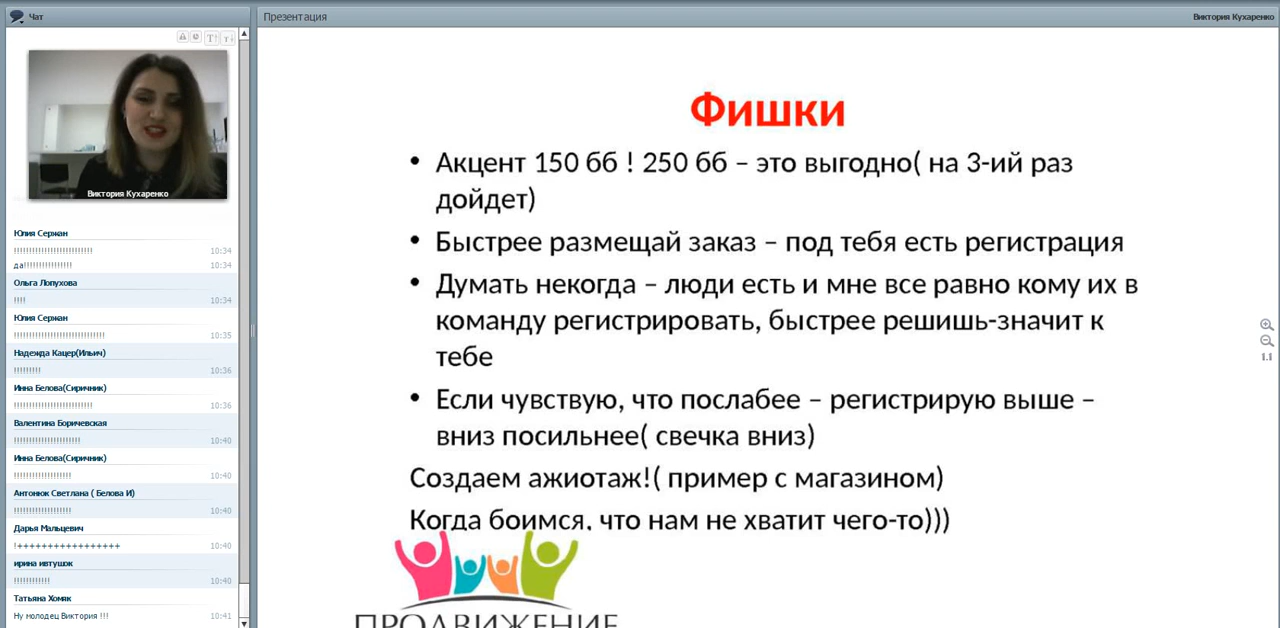 Чат
Виктория Кухаренко
Юлия Сержан
!!!!!!!!!!!!!!!!!!!!!!!!!! 10:34
да!!!!!!!!!!!!!!!! 10:34
Ольга Лопухова
!!!! 10:34
Юлия Сержан
!!!!!!!!!!!!!!!!!!!!!!!!!!!!!! 10:35
Надежда Кацер(Ильич)
!!!!!!!!! 10:36
Инна Белова(Сиричник)
!!!!!!!!!!!!!!!!!!!!!!!!!! 10:36
Валентина Боричевская
!!!!!!!!!!!!!!!!!!!!!! 10:40
Инна Белова(Сиричник)
!!!!!!!!!!!!!!!!!!! 10:40
Антонюк Светлана ( Белова И)
!!!!!!!!!!!!!!!!!!! 10:40
Дарья Мальцевич
!+++++++++++++++++ 10:40
ирина ивтушок
!!!!!!!!!!!! 10:40
Татьяна Хомяк
Ну молодец Виктория !!! 10:41
Презентация
Виктория Кухаренко
Фишки
• Акцент 150 бб ! 250 бб – это выгодно( на 3-ий раз
дойдет)
• Быстрее размещай заказ – под тебя есть регистрация
• Думать некогда – люди есть и мне все равно кому их в
команду регистрировать, быстрее решишь-значит к
тебе
• Если чувствую, что послабее – регистрирую выше –
вниз посильнее( свечка вниз)
Создаем ажиотаж!( пример с магазином)
Когда боимся, что нам не хватит чего-то)))
ПРОДВИЖЕНИЕ
1.1